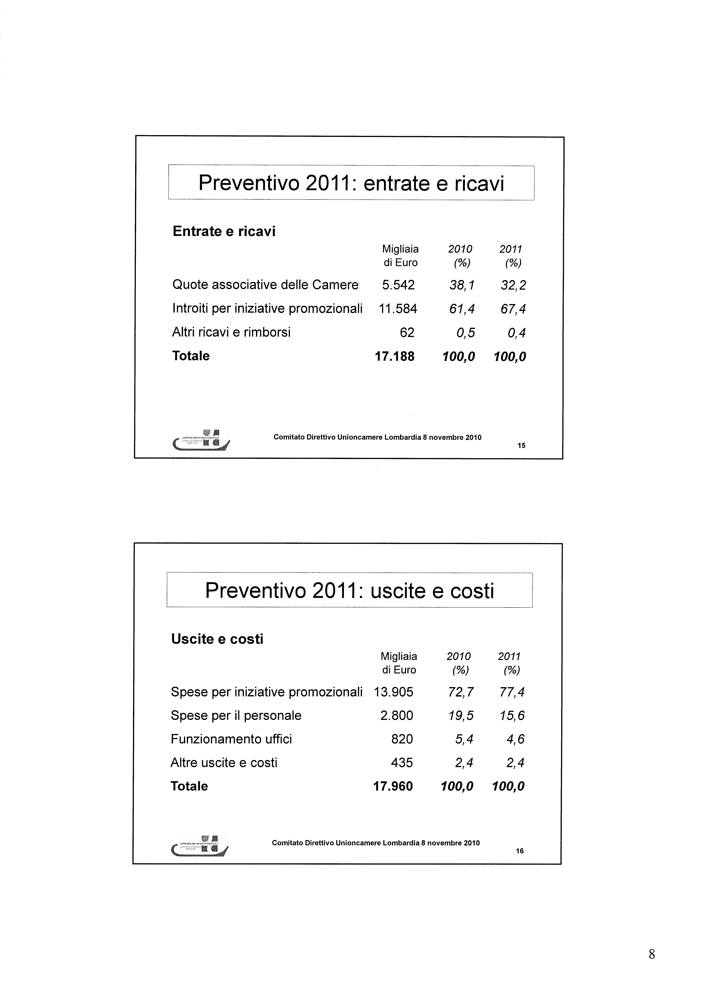 Preventivo 2011: entrate e ricavi
Entrate e ricavi
Migliaia 2010 2011
di Euro (%) (%)
Quote associative delle Camere 5.542 38,1 32,2
Introiti per iniziative promozionali 11.584 61,4 67,4
Altri ricavi e rimborsi 62 0,5 0,4
Totale 17.188 100,0 100,0
Comitato Direttivo Unioncamere Lombardia 8 novembre 2010
15
Preventivo 2011: uscite e costi
Uscite e costi
Migliaia 2010 2011
di Euro (%) (%)
Spese per iniziative promozionali 13.905 72,7 77,4
Spese per il personale 2.800 19,5 15,6
Funzionamento uffici 820 5,4 4,6
Altre uscite e costi 435 2,4 2,4
Totale 17.960 100,0 100,0
Comitato Direttivo Unioncamere Lombardia 8 novembre 2010
16
8